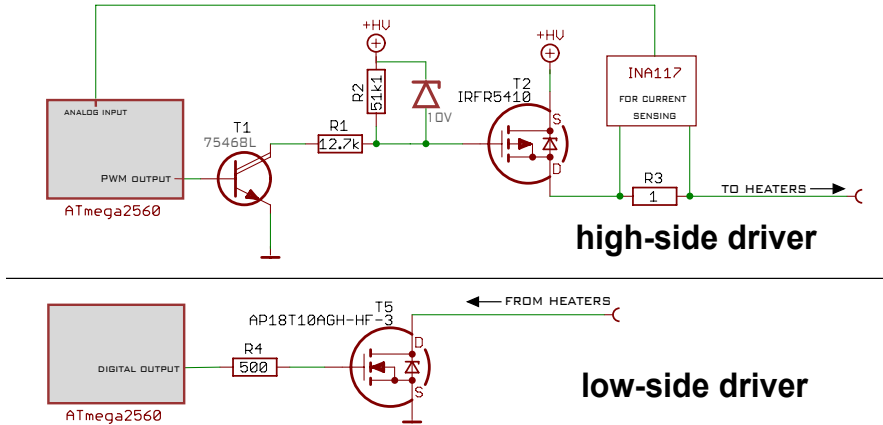 +HV
+HV
T2
IRFR5410
INA117
FOR CURRENT
SENSING
R2
51k1
10V
ANALOG INPUT
T1
75468L
R1
12.7k
S
D
PWM OUTPUT
ATmega2560
R3
1
TO HEATERS
high-side driver
FROM HEATERS
T5
AP18T10AGH-HF-3
D
R4
500
DIGITAL OUTPUT
S
low-side driver
ATmega2560